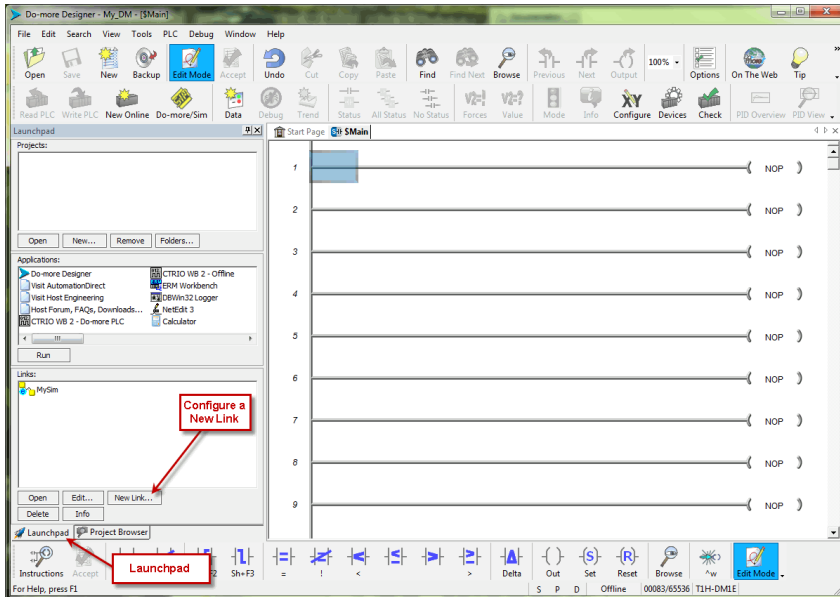 Do-more Designer - My_DM - [$Main]
File Edit Search View Tools PLC Debug Window Help
Open Save New Backup Edit Mode Accept Undo Cut Copy Paste Find Find Next Browse Previous Next Output 100% Options On The Web Tip
Read PLC Write PLC New Online Do-more/Sim Data Debug Trend Status All Status No Status Forces Value Mode Info Configure Devices Check PID Overview PID View
Launchpad
Start Page $Main
Projects:
Open New... Remove Folders...
Applications:
Do-more Designer CTRIO WB 2 - Offline
Visit AutomationDirect ERM Workbench
Visit Host Engineering DBWin32 Logger
Host Forum, FAQs, Downloads... NetEdit 3
CTRIO WB 2 - Do-more PLC Calculator
Run
Links:
MySim
Configure a
New Link
Open Edit... New Link...
Delete Info
Launchpad Project Browser
1 NOP
2 NOP
3 NOP
4 NOP
5 NOP
6 NOP
7 NOP
8 NOP
9 NOP
Launchpad
Instructions Accept F2 Sh+F3 = ! < > Delta Out Set Reset Browse ^w Edit Mode
For Help, press F1
S P D Offline 00083/65536 T1H-DM1E